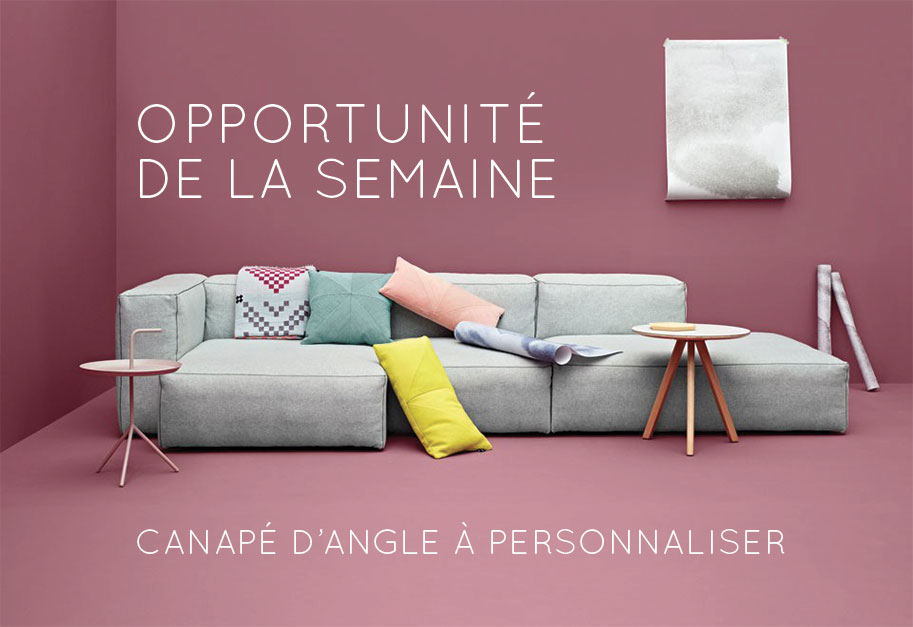 OPPORTUNITÉ
DE LA SEMAINE
CANAPÉ D'ANGLE À PERSONNALISER